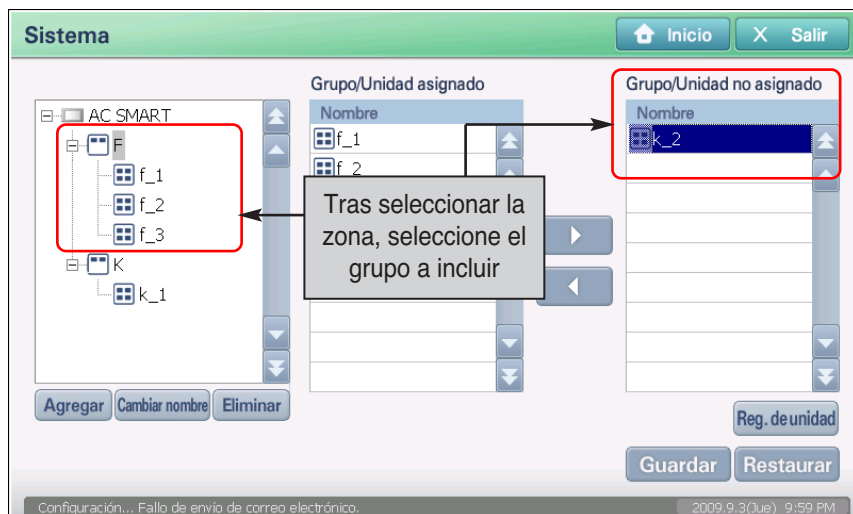 Sistema
Inicio
X Salir
Grupo/Unidad asignado
Grupo/Unidad no asignado
AC SMART
F
f_1
f_2
f_3
K
k_1
Nombre
f_1
f_2
Nombre
k_2
Tras seleccionar la
zona, seleccione el
grupo a incluir
Agregar
Cambiar nombre
Eliminar
Reg. de unidad
Guardar
Restaurar
Configuración... Fallo de envío de correo electrónico.
2009.9.3(Jue) 9:59 PM